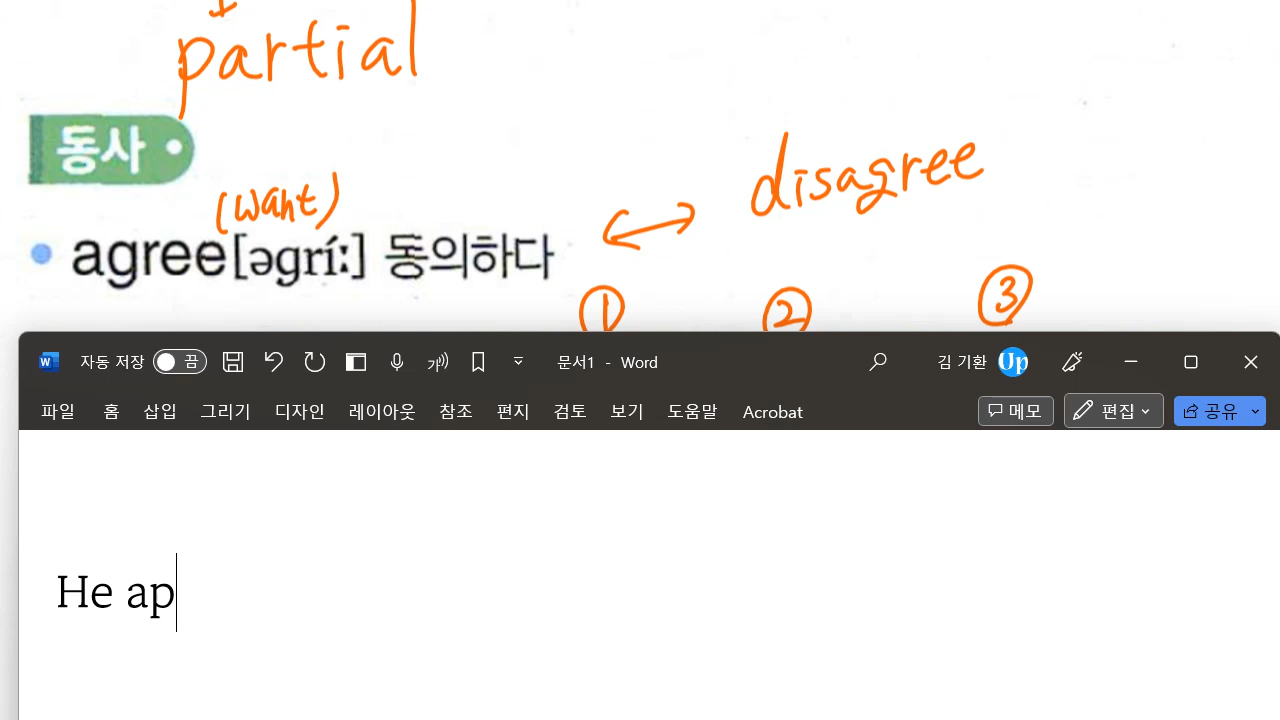 partial
동사
(want)
disagree
agree[əgríː] 동의하다
① ② ③
자동 저장 끔 가 문서1 - Word 김 기환 Up
파일 홈 삽입 그리기 디자인 레이아웃 참조 편지 검토 보기 도움말 Acrobat 메모 편집 공유
He ap